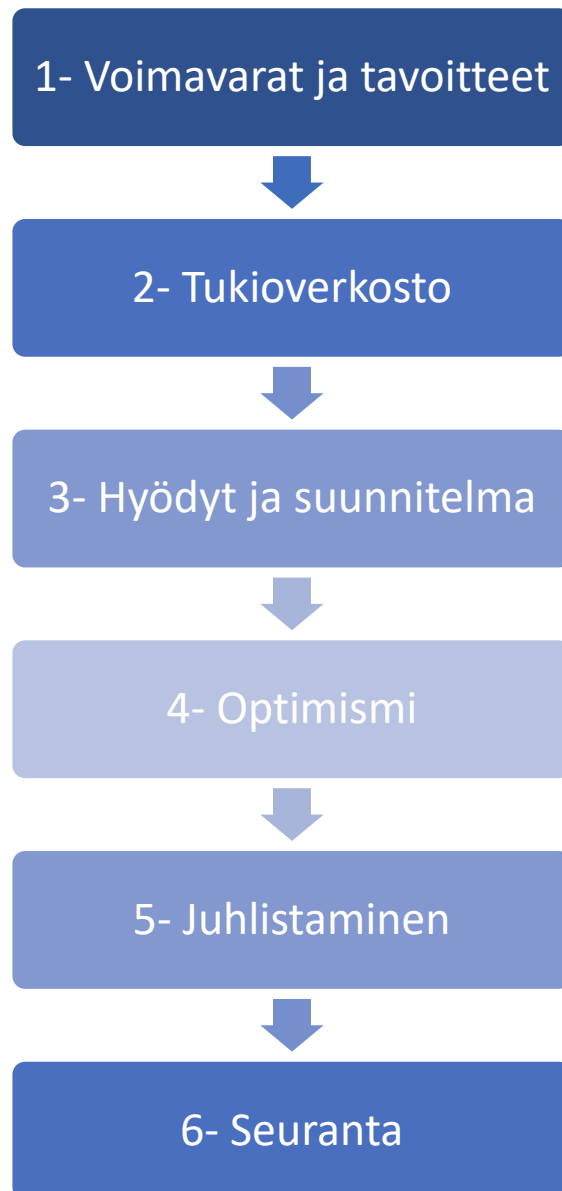 1- Voimavarat ja tavoitteet
2- Tukioverkosto
3- Hyödyt ja suunnitelma
4- Optimismi
5- Juhlistaminen
6- Seuranta